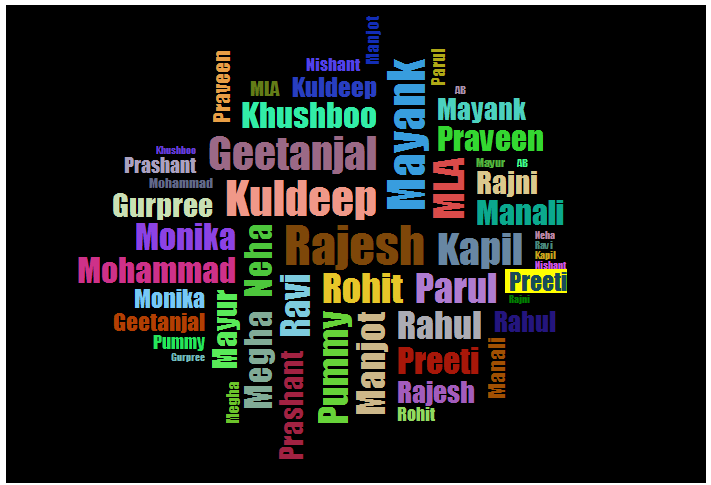 Manjot
Nishant
Praveen
Parul
MLA
Kuldeep
AB
Mayank
Khushboo
Mayank
Praveen
Geetanjal
Khushboo
Prashant
Mohammad
MLA
Mayur
AB
Rajni
Kuldeep
Gurpree
Manali
Monika
Neha
Rajesh
Kapil
Neha
Ravi
Kapil
Nishant
Mohammad
Ravi
Rohit
Parul
Preeti
Rajni
Monika
Mayur
Geetanjal
Megha
Pummy
Manjot
Rahul
Rahul
Pummy
Gurpree
Prashant
Preeti
Manali
Megha
Rajesh
Rohit